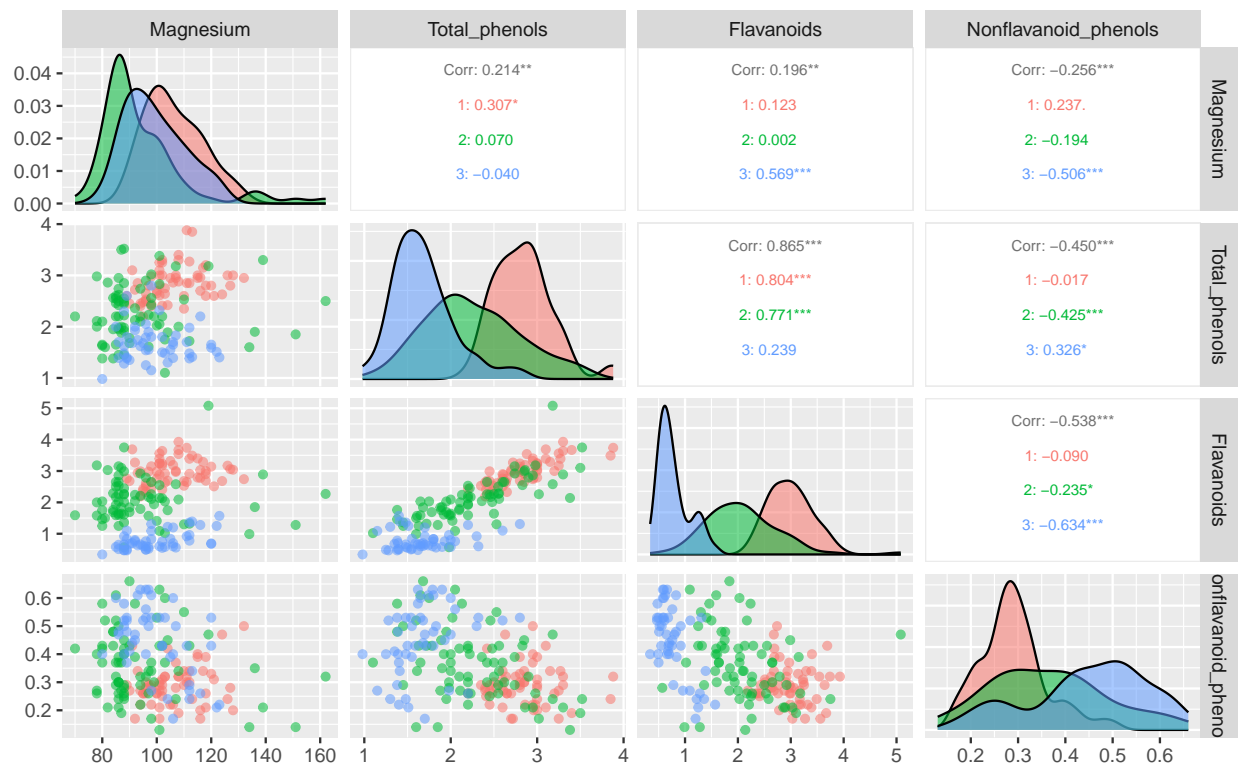 Magnesium Total_phenols Flavanoids Nonflavanoid_phenols
0.04
0.03
0.02
0.01
0.00
Corr: 0.214**
1: 0.307*
2: 0.070
3: −0.040
Corr: 0.196**
1: 0.123
2: 0.002
3: 0.569***
Corr: −0.256***
1: 0.237.
2: −0.194
3: −0.506***
Magnesium
4
3
2
1
Corr: 0.865***
1: 0.804***
2: 0.771***
3: 0.239
Corr: −0.450***
1: −0.017
2: −0.425***
3: 0.326*
Total_phenols
5
4
3
2
1
Corr: −0.538***
1: −0.090
2: −0.235*
3: −0.634***
Flavanoids
0.6
0.5
0.4
0.3
0.2
onflavanoid_pheno
80 100 120 140 160
1 2 3 4
1 2 3 4 5
0.2 0.3 0.4 0.5 0.6